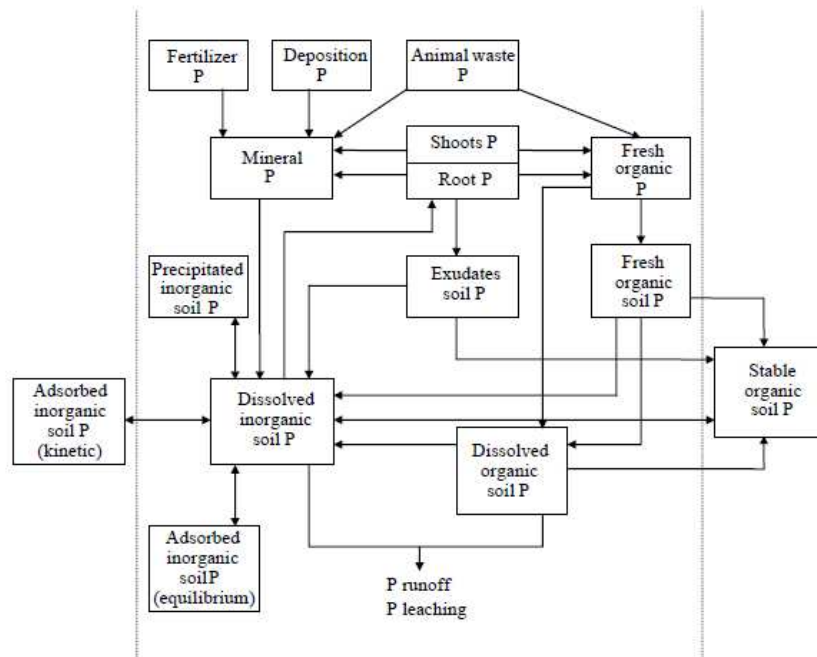 Fertilizer
P
Deposition
P
Animal waste
P
Mineral
P
Shoots P
Root P
Fresh
organic
P
Precipitated
inorganic
soil P
Exudates
soil P
Fresh
organic
soil P
Adsorbed
inorganic
soil P
(kinetic)
Dissolved
inorganic
soil P
Stable
organic
soil P
Dissolved
organic
soil P
Adsorbed
inorganic
soilP
(equilibrium)
P runoff
P leaching